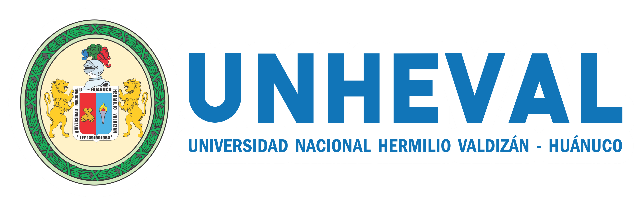 UNHEVAL
UNIVERSIDAD NACIONAL HERMILIO VALDIZÁN - HUÁNUCO